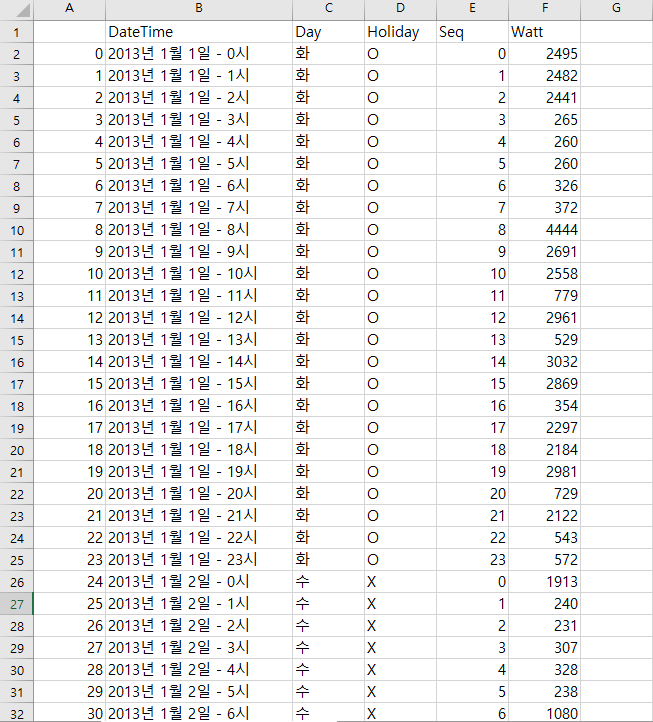 A B C D E F G
1 DateTime Day Holiday Seq Watt
2 0 2013년 1월 1일 - 0시 화 O 0 2495
3 1 2013년 1월 1일 - 1시 화 O 1 2482
4 2 2013년 1월 1일 - 2시 화 O 2 2441
5 3 2013년 1월 1일 - 3시 화 O 3 265
6 4 2013년 1월 1일 - 4시 화 O 4 260
7 5 2013년 1월 1일 - 5시 화 O 5 260
8 6 2013년 1월 1일 - 6시 화 O 6 326
9 7 2013년 1월 1일 - 7시 화 O 7 372
10 8 2013년 1월 1일 - 8시 화 O 8 4444
11 9 2013년 1월 1일 - 9시 화 O 9 2691
12 10 2013년 1월 1일 - 10시 화 O 10 2558
13 11 2013년 1월 1일 - 11시 화 O 11 779
14 12 2013년 1월 1일 - 12시 화 O 12 2961
15 13 2013년 1월 1일 - 13시 화 O 13 529
16 14 2013년 1월 1일 - 14시 화 O 14 3032
17 15 2013년 1월 1일 - 15시 화 O 15 2869
18 16 2013년 1월 1일 - 16시 화 O 16 354
19 17 2013년 1월 1일 - 17시 화 O 17 2297
20 18 2013년 1월 1일 - 18시 화 O 18 2184
21 19 2013년 1월 1일 - 19시 화 O 19 2981
22 20 2013년 1월 1일 - 20시 화 O 20 729
23 21 2013년 1월 1일 - 21시 화 O 21 2122
24 22 2013년 1월 1일 - 22시 화 O 22 543
25 23 2013년 1월 1일 - 23시 화 O 23 572
26 24 2013년 1월 2일 - 0시 수 X 0 1913
27 25 2013년 1월 2일 - 1시 수 X 1 240
28 26 2013년 1월 2일 - 2시 수 X 2 231
29 27 2013년 1월 2일 - 3시 수 X 3 307
30 28 2013년 1월 2일 - 4시 수 X 4 328
31 29 2013년 1월 2일 - 5시 수 X 5 238
32 30 2013년 1월 2일 - 6시 수 X 6 1080